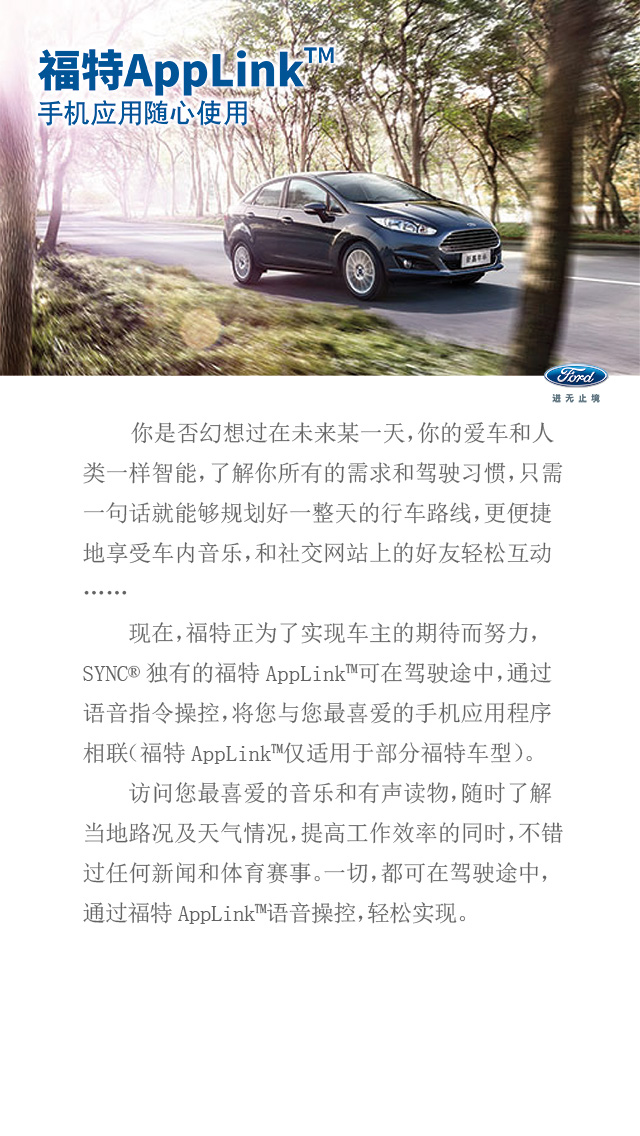 福特AppLink™
手机应用随心使用
新嘉年华
Ford
进无止境
你是否幻想过在未来某一天,你的爱车和人
类一样智能,了解你所有的需求和驾驶习惯,只需
一句话就能够规划好一整天的行车路线,更便捷
地享受车内音乐,和社交网站上的好友轻松互动
……
现在,福特正为了实现车主的期待而努力,
SYNC® 独有的福特 AppLink™可在驾驶途中,通过
语音指令操控,将您与您最喜爱的手机应用程序
相联(福特 AppLink™仅适用于部分福特车型)。
访问您最喜爱的音乐和有声读物,随时了解
当地路况及天气情况,提高工作效率的同时,不错
过任何新闻和体育赛事。一切,都可在驾驶途中,
通过福特 AppLink™语音操控,轻松实现。